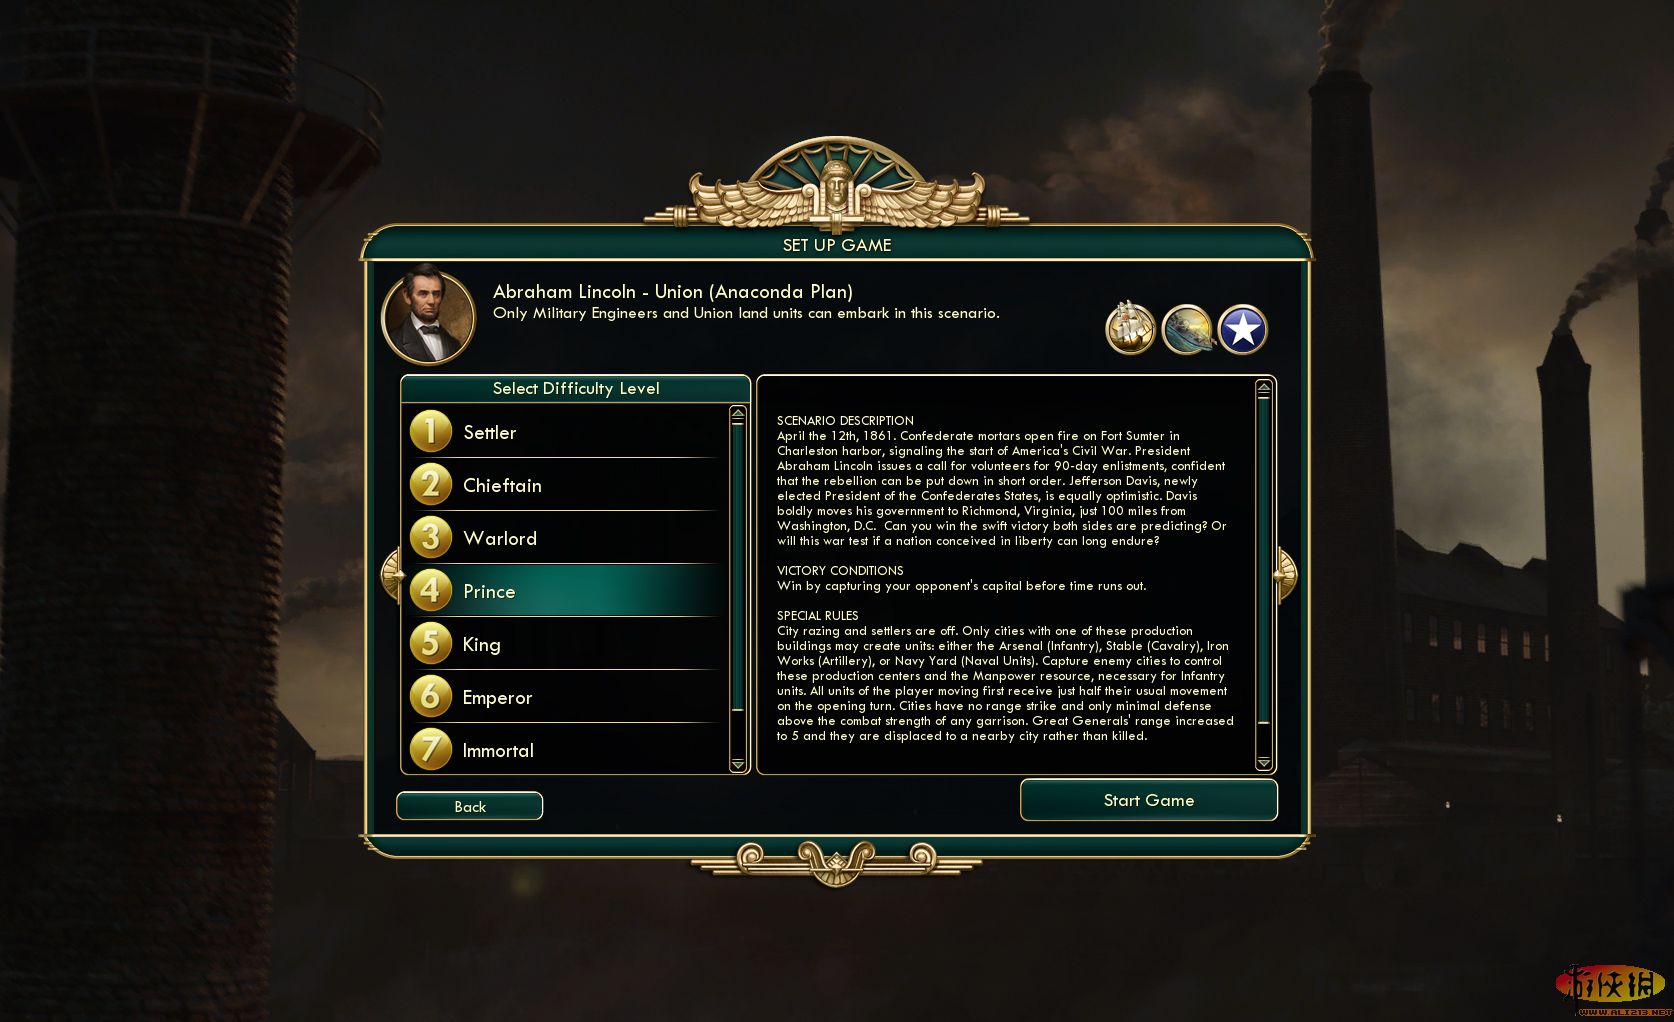 SET UP GAME
Abraham Lincoln - Union (Anaconda Plan)
Only Military Engineers and Union land units can embark in this scenario.
Select Difficulty Level
1 Settler
2 Chieftain
3 Warlord
4 Prince
5 King
6 Emperor
7 Immortal
SCENARIO DESCRIPTION
April the 12th, 1861. Confederate mortars open fire on Fort Sumter in
Charleston harbor, signaling the start of America's Civil War. President
Abraham Lincoln issues a call for volunteers for 90-day enlistments, confident
that the rebellion can be put down in short order. Jefferson Davis, newly
elected President of the Confederates States, is equally optimistic. Davis
boldly moves his government to Richmond, Virginia, just 100 miles from
Washington, D.C. Can you win the swift victory both sides are predicting? Or
will this war test if a nation conceived in liberty can long endure?
VICTORY CONDITIONS
Win by capturing your opponent's capital before time runs out.
SPECIAL RULES
City razing and settlers are off. Only cities with one of these production
buildings may create units: either the Arsenal (Infantry), Stable (Cavalry), Iron
Works (Artillery), or Navy Yard (Naval Units). Capture enemy cities to control
these production centers and the Manpower resource, necessary for Infantry
units. All units of the player moving first receive just half their usual movement
on the opening turn. Cities have no range strike and only minimal defense
above the combat strength of any garrison. Great Generals' range increased
to 5 and they are displaced to a nearby city rather than killed.
Back
Start Game
游侠网
WWW.ALI213.NET